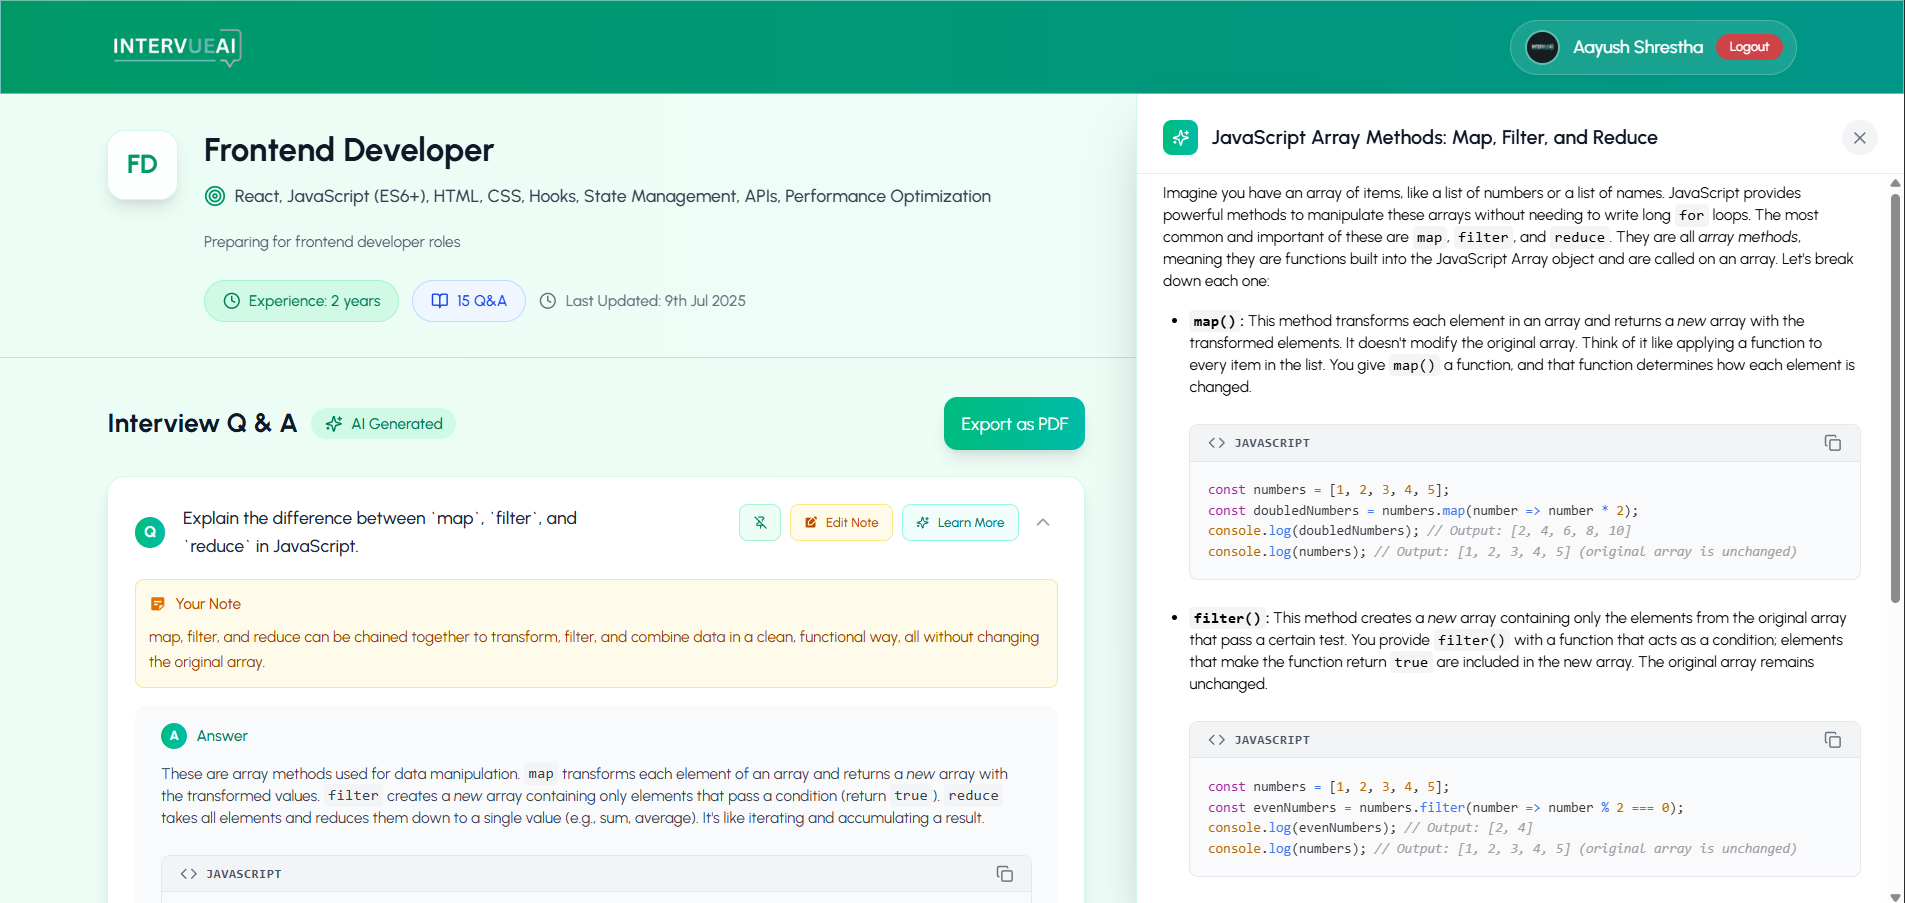 INTERVUEAI
Aayush Shrestha
Logout
FD
Frontend Developer
React, JavaScript (ES6+), HTML, CSS, Hooks, State Management, APIs, Performance Optimization
Preparing for frontend developer roles
Experience: 2 years
15 Q&A
Last Updated: 9th Jul 2025
Interview Q & A
AI Generated
Export as PDF
Q
Explain the difference between `map`, `filter`, and
`reduce` in JavaScript.
Edit Note
Learn More
Your Note
map, filter, and reduce can be chained together to transform, filter, and combine data in a clean, functional way, all without changing
the original array.
A
Answer
These are array methods used for data manipulation. map transforms each element of an array and returns a new array with
the transformed values. filter creates a new array containing only elements that pass a condition (return true ). reduce
takes all elements and reduces them down to a single value (e.g., sum, average). It's like iterating and accumulating a result.
<> JAVASCRIPT
JavaScript Array Methods: Map, Filter, and Reduce
Imagine you have an array of items, like a list of numbers or a list of names. JavaScript provides
powerful methods to manipulate these arrays without needing to write long for loops. The most
common and important of these are map, filter, and reduce. They are all array methods,
meaning they are functions built into the JavaScript Array object and are called on an array. Let's break
down each one:
• map(): This method transforms each element in an array and returns a new array with the
transformed elements. It doesn't modify the original array. Think of it like applying a function to
every item in the list. You give map() a function, and that function determines how each element is
changed.
<> JAVASCRIPT
const numbers = [1, 2, 3, 4, 5];
const doubledNumbers = numbers.map(number => number * 2);
console.log(doubledNumbers); // Output: [2, 4, 6, 8, 10]
console.log(numbers); // Output: [1, 2, 3, 4, 5] (original array is unchanged)
• filter(): This method creates a new array containing only the elements from the original array
that pass a certain test. You provide filter() with a function that acts as a condition; elements
that make the function return true are included in the new array. The original array remains
unchanged.
<> JAVASCRIPT
const numbers = [1, 2, 3, 4, 5];
const evenNumbers = numbers.filter(number => number % 2 === 0);
console.log(evenNumbers); // Output: [2, 4]
console.log(numbers); // Output: [1, 2, 3, 4, 5] (original array is unchanged)